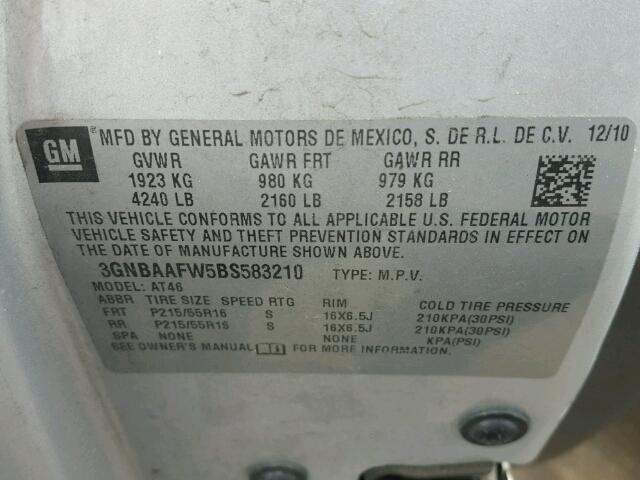 GM ® MFD BY GENERAL MOTORS DE MEXICO, S. DE R.L. DE C.V. 12/10
GVWR GAWR FRT GAWR RR
1923 KG 980 KG 979 KG
4240 LB 2160 LB 2158 LB
THIS VEHICLE CONFORMS TO ALL APPLICABLE U.S. FEDERAL MOTOR
VEHICLE SAFETY AND THEFT PREVENTION STANDARDS IN EFFECT ON
THE DATE OF MANUFACTURE SHOWN ABOVE.
3GNBAAFW5BS583210 TYPE: M.P.V.
MODEL: AT46
ABBR TIRE SIZE SPEED RTG RIM COLD TIRE PRESSURE
FRT P215/55R16 S 16X6.5J 210KPA(30PSI)
RR P215/55R16 S 16X6.5J 210KPA(30PSI)
SPA NONE NONE KPA(PSI)
SEE OWNER'S MANUAL FOR MORE INFORMATION.